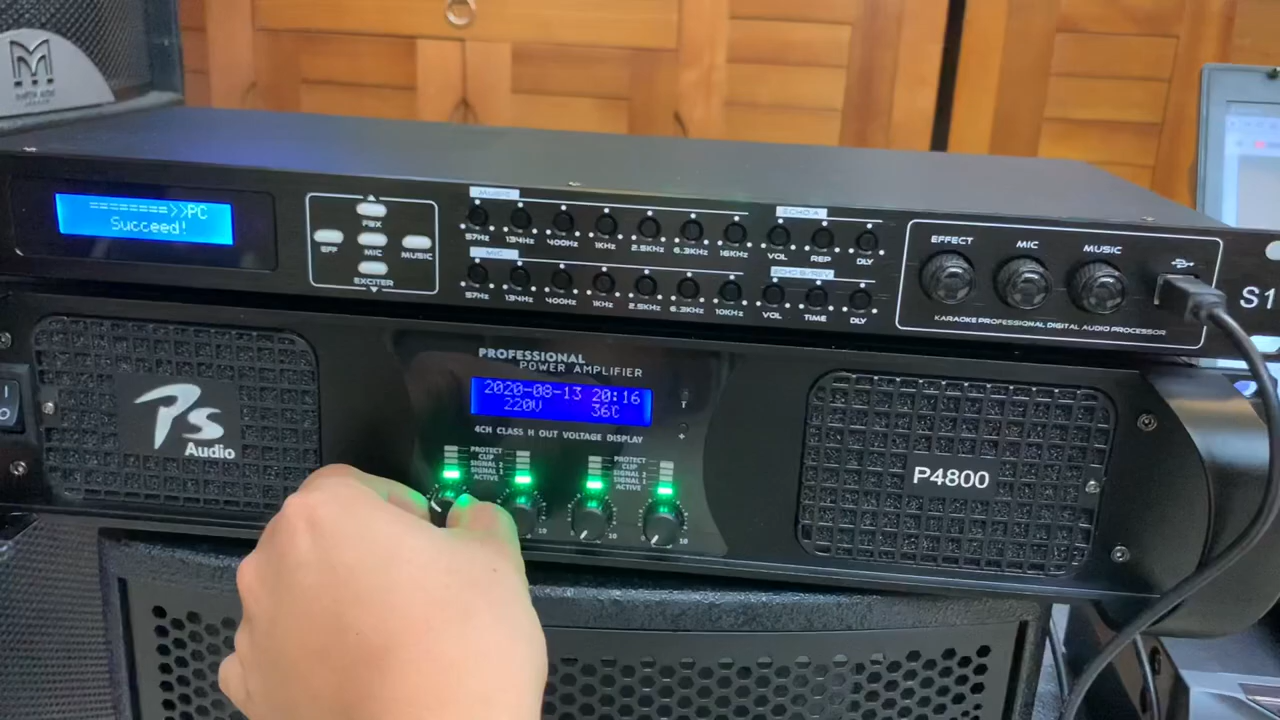 ========>>PC
Succeed!
FBX
EFF
MIC
MUSIC
EXCITER
MUSIC
57Hz 134Hz 400Hz 1KHz 2.5KHz 6.3KHz 16KHz
ECHO A
VOL REP DLY
MIC
57Hz 134Hz 400Hz 1KHz 2.5KHz 6.3KHz 10KHz
ECHO B/REV
VOL TIME DLY
EFFECT MIC MUSIC
KARAOKE PROFESSIONAL DIGITAL AUDIO PROCESSOR
PROFESSIONAL
POWER AMPLIFIER
2020-08-13 20:16
220V 36℃
4CH CLASS H OUT VOLTAGE DISPLAY
PROTECT
CLIP
SIGNAL 2
SIGNAL 1
ACTIVE
PROTECT
CLIP
SIGNAL 2
SIGNAL 1
ACTIVE
10
10
10
Ps
Audio
P4800